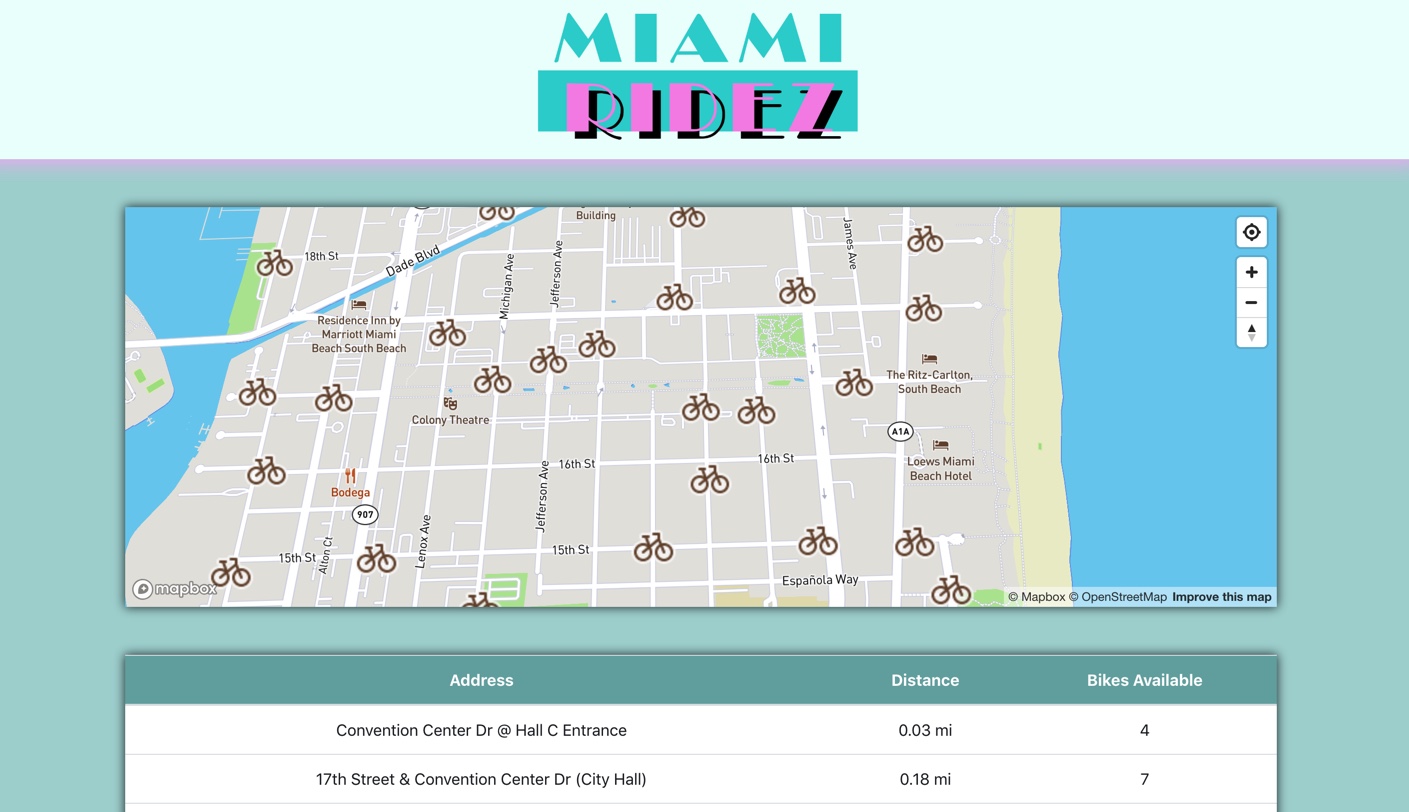 MIAMI
RIDEZ
Building
18th St
Dade Blvd
Michigan Ave
Jefferson Ave
James Ave
Residence Inn by
Marriott Miami
Beach South Beach
The Ritz-Carlton,
South Beach
Colony Theatre
A1A
16th St
16th St
Loews Miami
Beach Hotel
Bodega
907
Jefferson Ave
Lenox Ave
Alton Ct
15th St
15th St
Española Way
mapbox
© Mapbox © OpenStreetMap Improve this map
Address Distance Bikes Available
Convention Center Dr @ Hall C Entrance 0.03 mi 4
17th Street & Convention Center Dr (City Hall) 0.18 mi 7